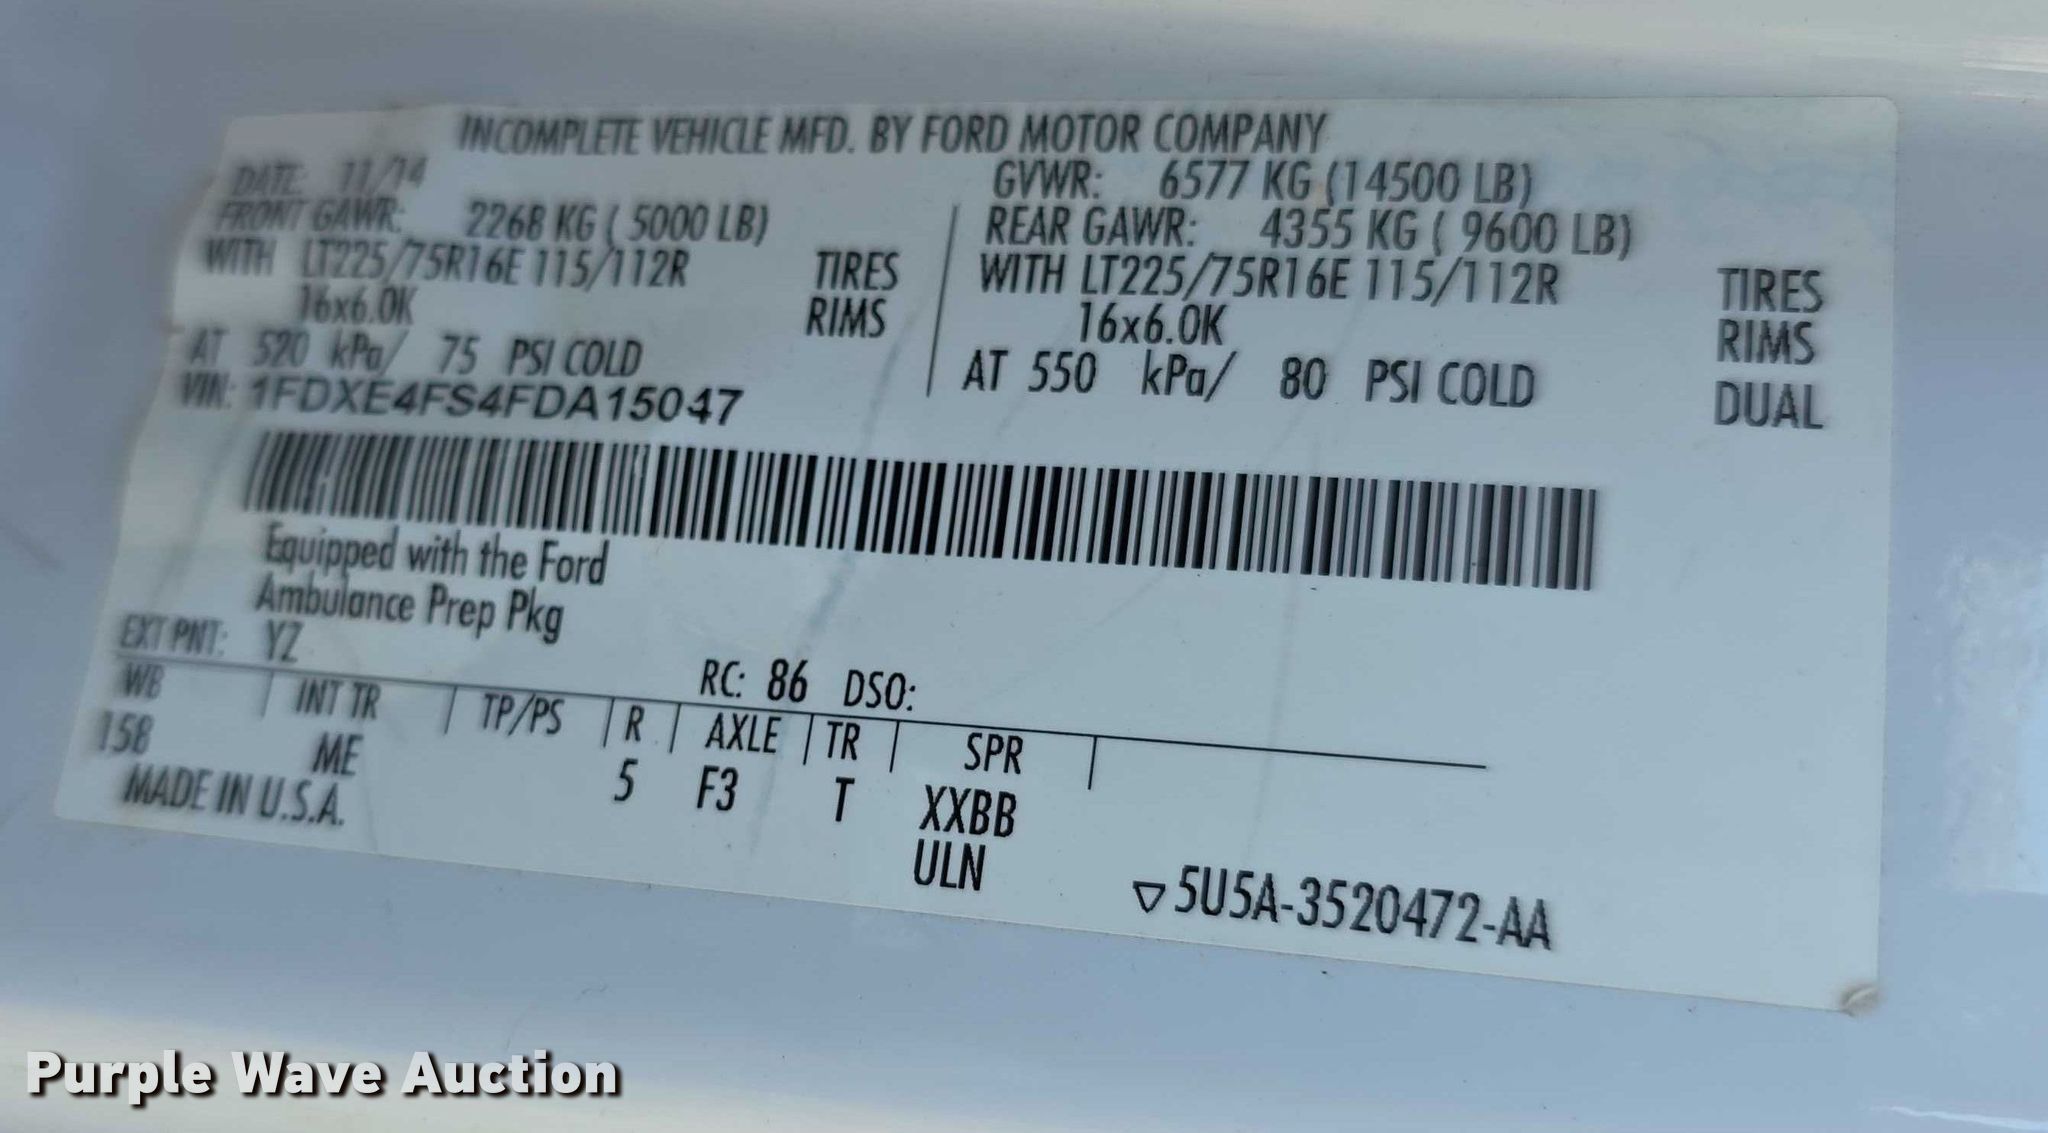 INCOMPLETE VEHICLE MFD. BY FORD MOTOR COMPANY
DATE: 11/14 GVWR: 6577 KG (14500 LB)
FRONT GAWR: 2268 KG ( 5000 LB) REAR GAWR: 4355 KG ( 9600 LB)
WITH LT225/75R16E 115/112R TIRES WITH LT225/75R16E 115/112R TIRES
16x6.0K RIMS 16x6.0K RIMS
AT 520 kPa/ 75 PSI COLD AT 550 kPa/ 80 PSI COLD DUAL
VIN: 1FDXE4FS4FDA15047
Equipped with the Ford
Ambulance Prep Pkg
EXT PNT: YZ RC: 86 DSO:
WB INT TR TP/PS R AXLE TR SPR
158 ME 5 F3 T XXBB
MADE IN U.S.A. ULN
▽5U5A-3520472-AA
Purple Wave Auction